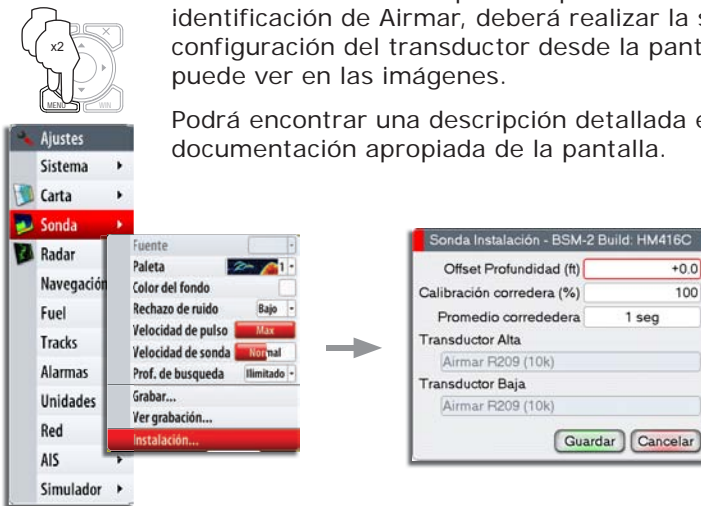 identificación de Airmar, deberá realizar la
configuración del transductor desde la
puede ver en las imágenes.
Podrá encontrar una descripción detallada
documentación apropiada de la pantalla.
x2
MENU
WIN
Ajustes
Sistema
Carta
Sonda
Radar
Navegación
Fuel
Tracks
Alarmas
Unidades
Red
AIS
Simulador
Fuente
Paleta 1
Color del fondo
Rechazo de ruido Bajo
Velocidad de pulso Max
Velocidad de sonda Normal
Prof. de busqueda Ilimitado
Grabar...
Ver grabación...
Instalación...
Sonda Instalación - BSM-2 Build: HM416C
Offset Profundidad (ft) +0.0
Calibración corredera (%) 100
Promedio correddedera 1 seg
Transductor Alta
Airmar R209 (10k)
Transductor Baja
Airmar R209 (10k)
Guardar Cancelar